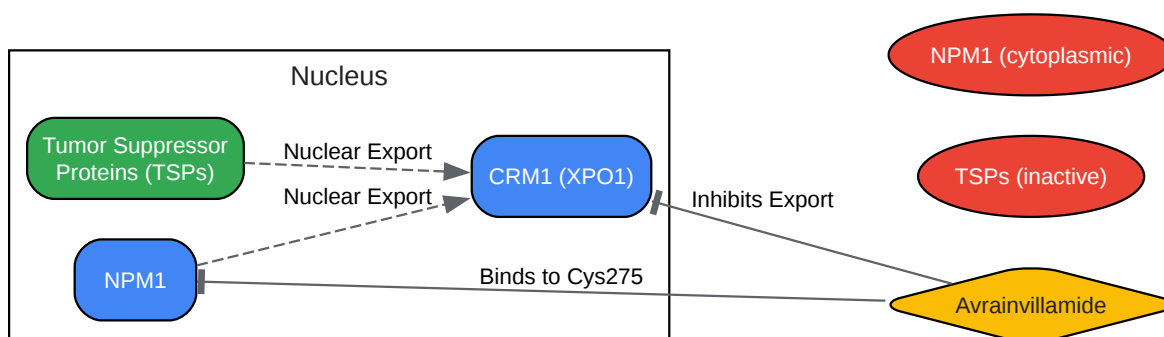 NPM1 (cytoplasmic)
Nucleus
Tumor Suppressor
Proteins (TSPs)
Nuclear Export
CRM1 (XPO1)
TSPs (inactive)
Nuclear Export
Inhibits Export
NPM1
Binds to Cys275
Avrainvillamide